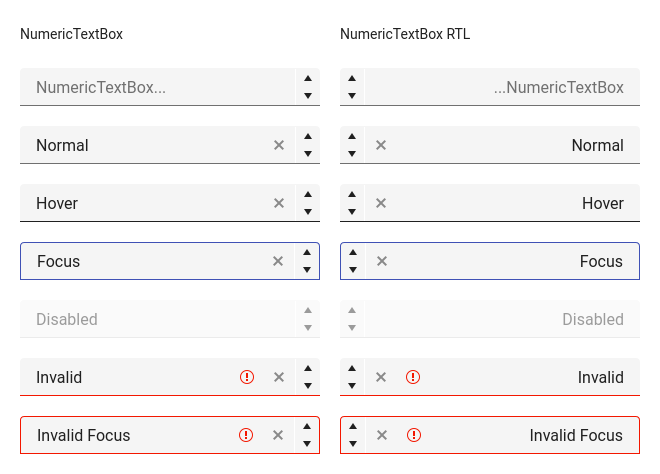 NumericTextBox
NumericTextBox...
Normal
Hover
Focus
Disabled
Invalid
Invalid Focus
NumericTextBox RTL
...NumericTextBox
Normal
Hover
Focus
Disabled
Invalid
Invalid Focus